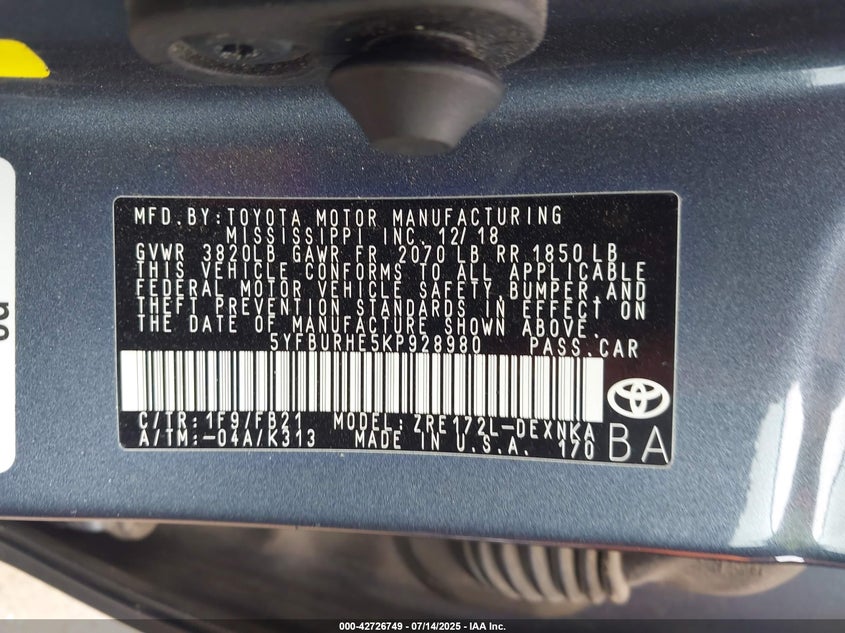 MFD. BY: TOYOTA MOTOR MANUFACTURING
MISSISSIPPI, INC. 12/18
GVWR 3820LB GAWR FR 2070 LB RR 1850 LB
THIS VEHICLE CONFORMS TO ALL APPLICABLE
FEDERAL MOTOR VEHICLE SAFETY, BUMPER, AND
THEFT PREVENTION STANDARDS IN EFFECT ON
THE DATE OF MANUFACTURE SHOWN ABOVE.
5YFBURHE5KP928980 PASS. CAR
C/TR: 1F9/FB21 MODEL: ZRE172L-DEXNKA
A/TM: -04A/K313 MADE IN U.S.A. 170
BA
000-42726749 - 07/14/2025 - IAA Inc.